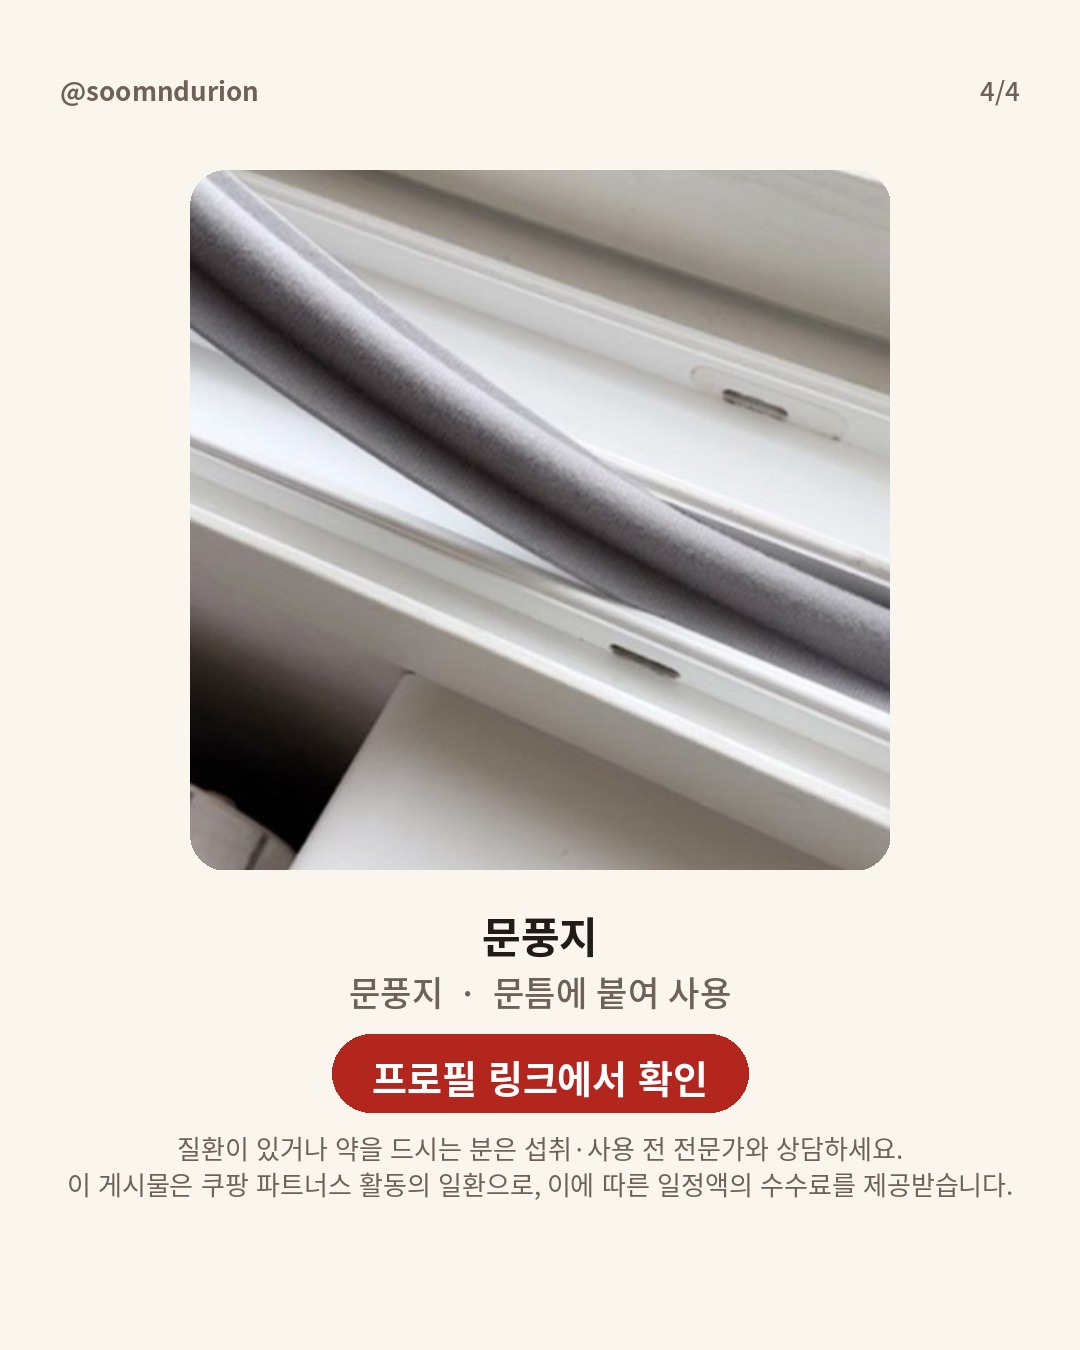 @soomndurion
4/4
문풍지
문풍지 · 문틈에 붙여 사용
프로필 링크에서 확인
질환이 있거나 약을 드시는 분은 섭취·사용 전 전문가와 상담하세요.
이 게시물은 쿠팡 파트너스 활동의 일환으로, 이에 따른 일정액의 수수료를 제공받습니다.